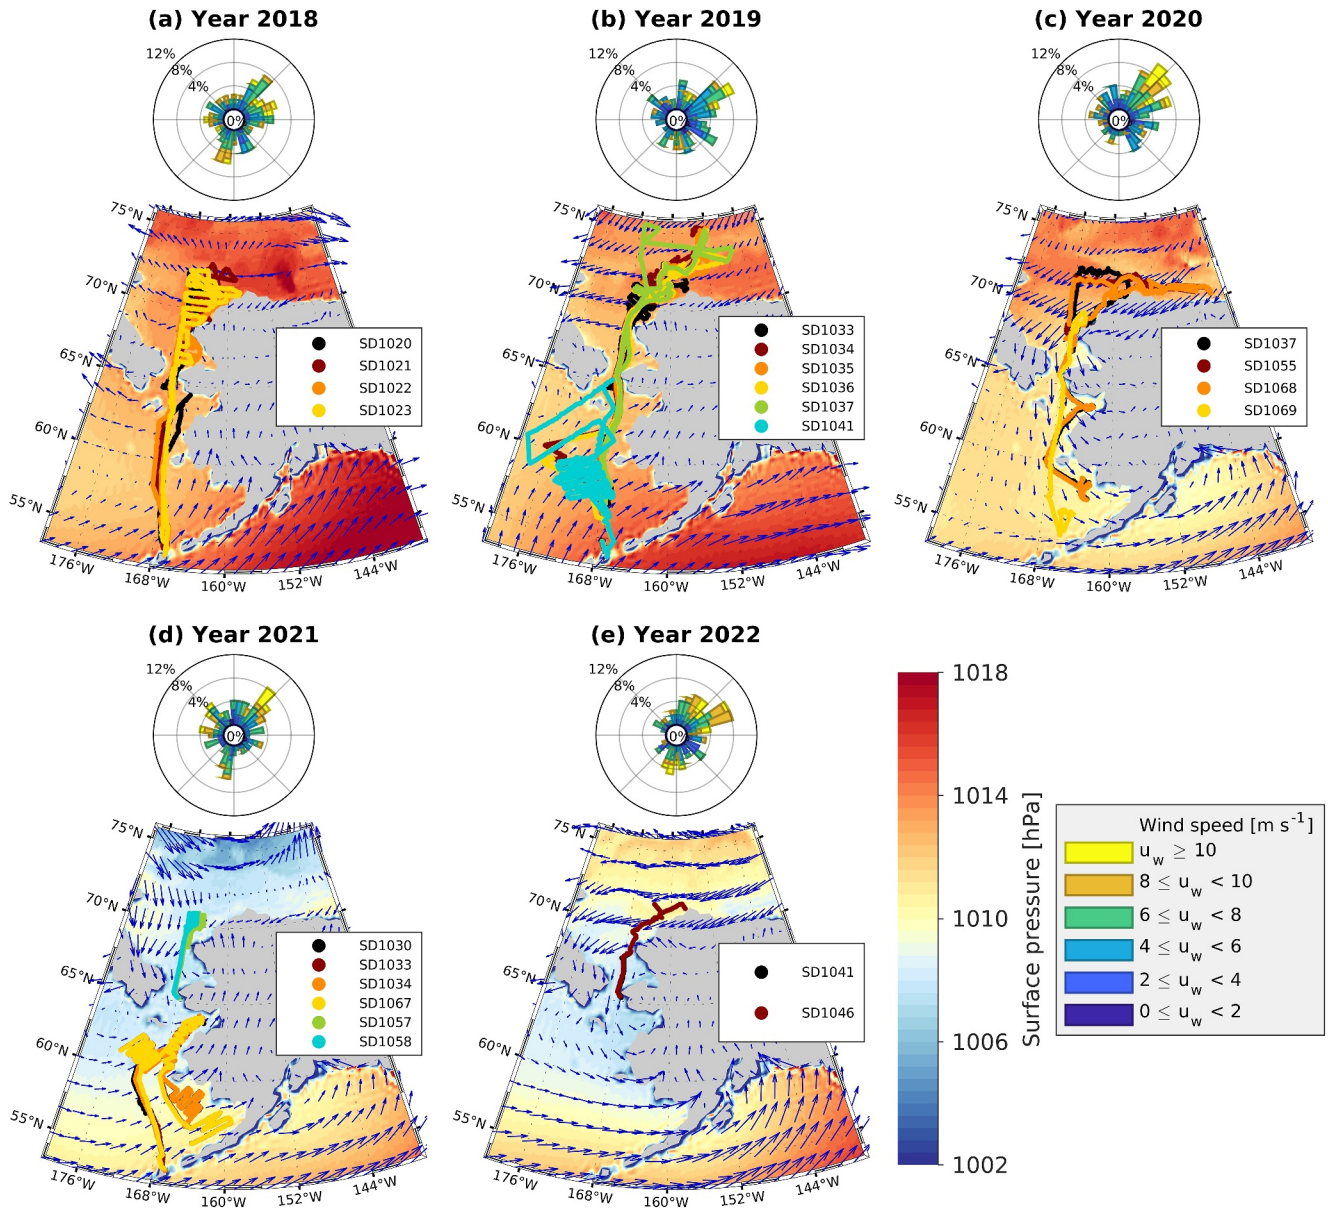 (a) Year 2018
12%
8%
4%
0%
75°N
70°N
65°N
60°N
55°N
176°W
168°W
160°W
152°W
144°W
SD1020
SD1021
SD1022
SD1023
(b) Year 2019
12%
8%
4%
0%
75°N
70°N
65°N
60°N
55°N
176°W
168°W
160°W
152°W
144°W
SD1033
SD1034
SD1035
SD1036
SD1037
SD1041
(c) Year 2020
12%
8%
4%
0%
75°N
70°N
65°N
60°N
55°N
176°W
168°W
160°W
152°W
144°W
SD1037
SD1055
SD1068
SD1069
(d) Year 2021
12%
8%
4%
0%
75°N
70°N
65°N
60°N
55°N
176°W
168°W
160°W
152°W
144°W
SD1030
SD1033
SD1034
SD1067
SD1057
SD1058
(e) Year 2022
12%
8%
4%
0%
75°N
70°N
65°N
60°N
55°N
176°W
168°W
160°W
152°W
144°W
SD1041
SD1046
1018
1014
1010
1006
1002
Surface pressure [hPa]
Wind speed [m s⁻¹]
u_w ≥ 10
8 ≤ u_w < 10
6 ≤ u_w < 8
4 ≤ u_w < 6
2 ≤ u_w < 4
0 ≤ u_w < 2